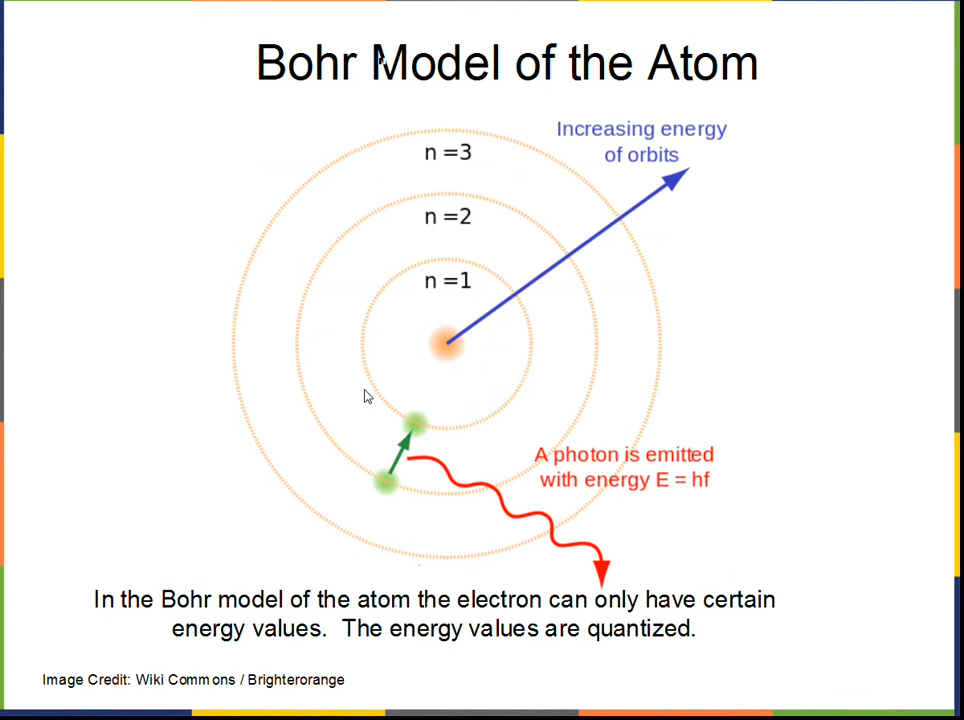 Bohr Model of the Atom
Increasing energy
of orbits
n =3
n =2
n =1
A photon is emitted
with energy E = hf
In the Bohr model of the atom the electron can only have certain
energy values.  The energy values are quantized.
Image Credit: Wiki Commons / Brighterorange